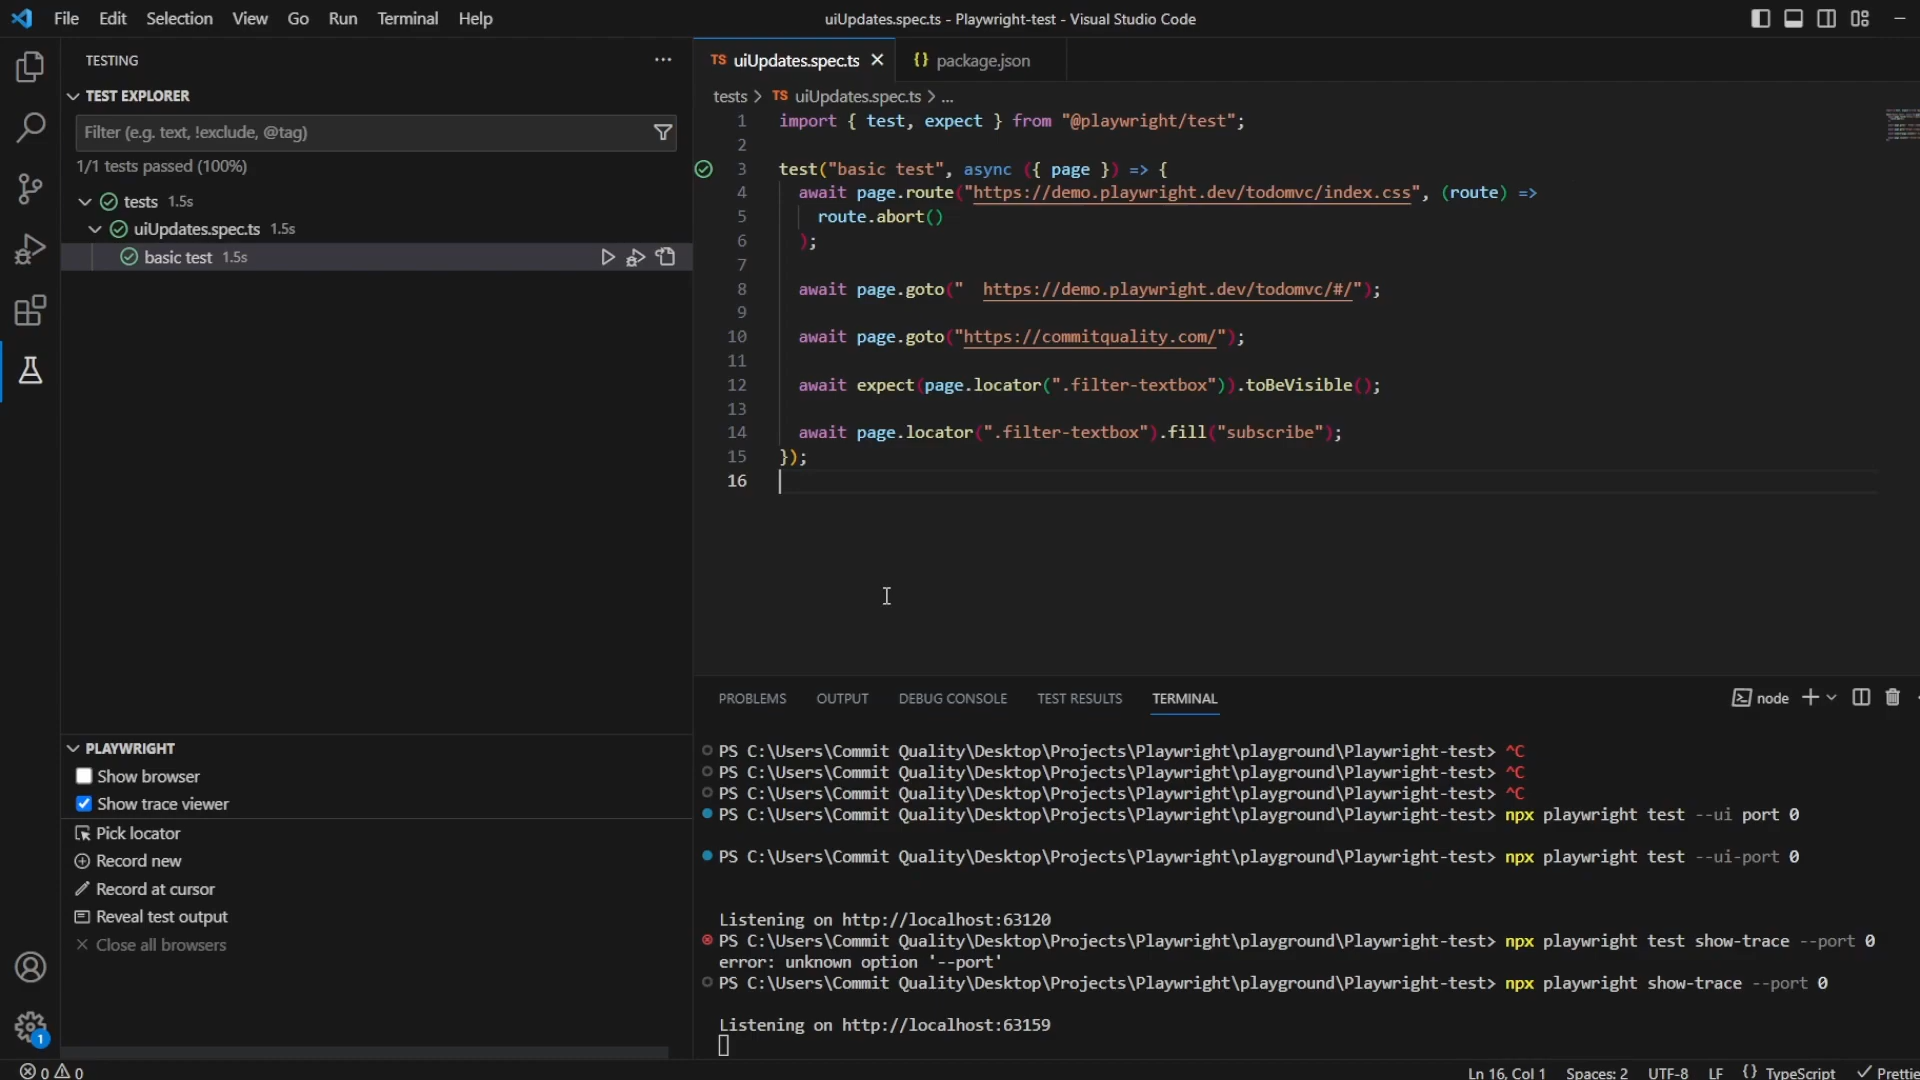 File Edit Selection View Go Run Terminal Help
uiUpdates.spec.ts - Playwright-test - Visual Studio Code
TESTING
TEST EXPLORER
Filter (e.g. text, !exclude, @tag)
1/1 tests passed (100%)
tests 1.5s
uiUpdates.spec.ts 1.5s
basic test 1.5s
PLAYWRIGHT
Show browser
Show trace viewer
Pick locator
Record new
Record at cursor
Reveal test output
Close all browsers
1
TS uiUpdates.spec.ts
{} package.json
tests > TS uiUpdates.spec.ts > ...
1 import { test, expect } from "@playwright/test";
2
3 test("basic test", async ({ page }) => {
4 await page.route("https://demo.playwright.dev/todomvc/index.css", (route) =>
5 route.abort()
6 );
7
8 await page.goto("  https://demo.playwright.dev/todomvc/#/");
9
10 await page.goto("https://commitquality.com/");
11
12 await expect(page.locator(".filter-textbox")).toBeVisible();
13
14 await page.locator(".filter-textbox").fill("subscribe");
15 });
16
PROBLEMS OUTPUT DEBUG CONSOLE TEST RESULTS TERMINAL
node
PS C:\Users\Commit Quality\Desktop\Projects\Playwright\playground\Playwright-test> ^C
PS C:\Users\Commit Quality\Desktop\Projects\Playwright\playground\Playwright-test> ^C
PS C:\Users\Commit Quality\Desktop\Projects\Playwright\playground\Playwright-test> ^C
PS C:\Users\Commit Quality\Desktop\Projects\Playwright\playground\Playwright-test> npx playwright test --ui port 0
PS C:\Users\Commit Quality\Desktop\Projects\Playwright\playground\Playwright-test> npx playwright test --ui-port 0
Listening on http://localhost:63120
PS C:\Users\Commit Quality\Desktop\Projects\Playwright\playground\Playwright-test> npx playwright test show-trace --port 0
error: unknown option '--port'
PS C:\Users\Commit Quality\Desktop\Projects\Playwright\playground\Playwright-test> npx playwright show-trace --port 0
Listening on http://localhost:63159
0 0
Ln 16, Col 1 Spaces: 2 UTF-8 LF {} TypeScript Prettie